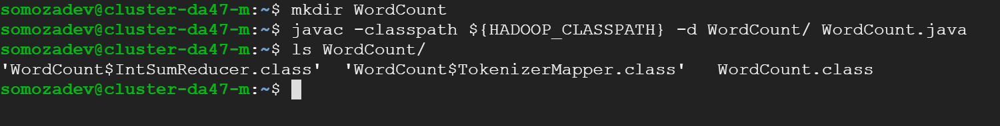 somozadev@cluster-da47-m:~$ mkdir WordCount
somozadev@cluster-da47-m:~$ javac -classpath ${HADOOP_CLASSPATH} -d WordCount/ WordCount.java
somozadev@cluster-da47-m:~$ ls WordCount/
'WordCount$IntSumReducer.class'  'WordCount$TokenizerMapper.class'   WordCount.class
somozadev@cluster-da47-m:~$